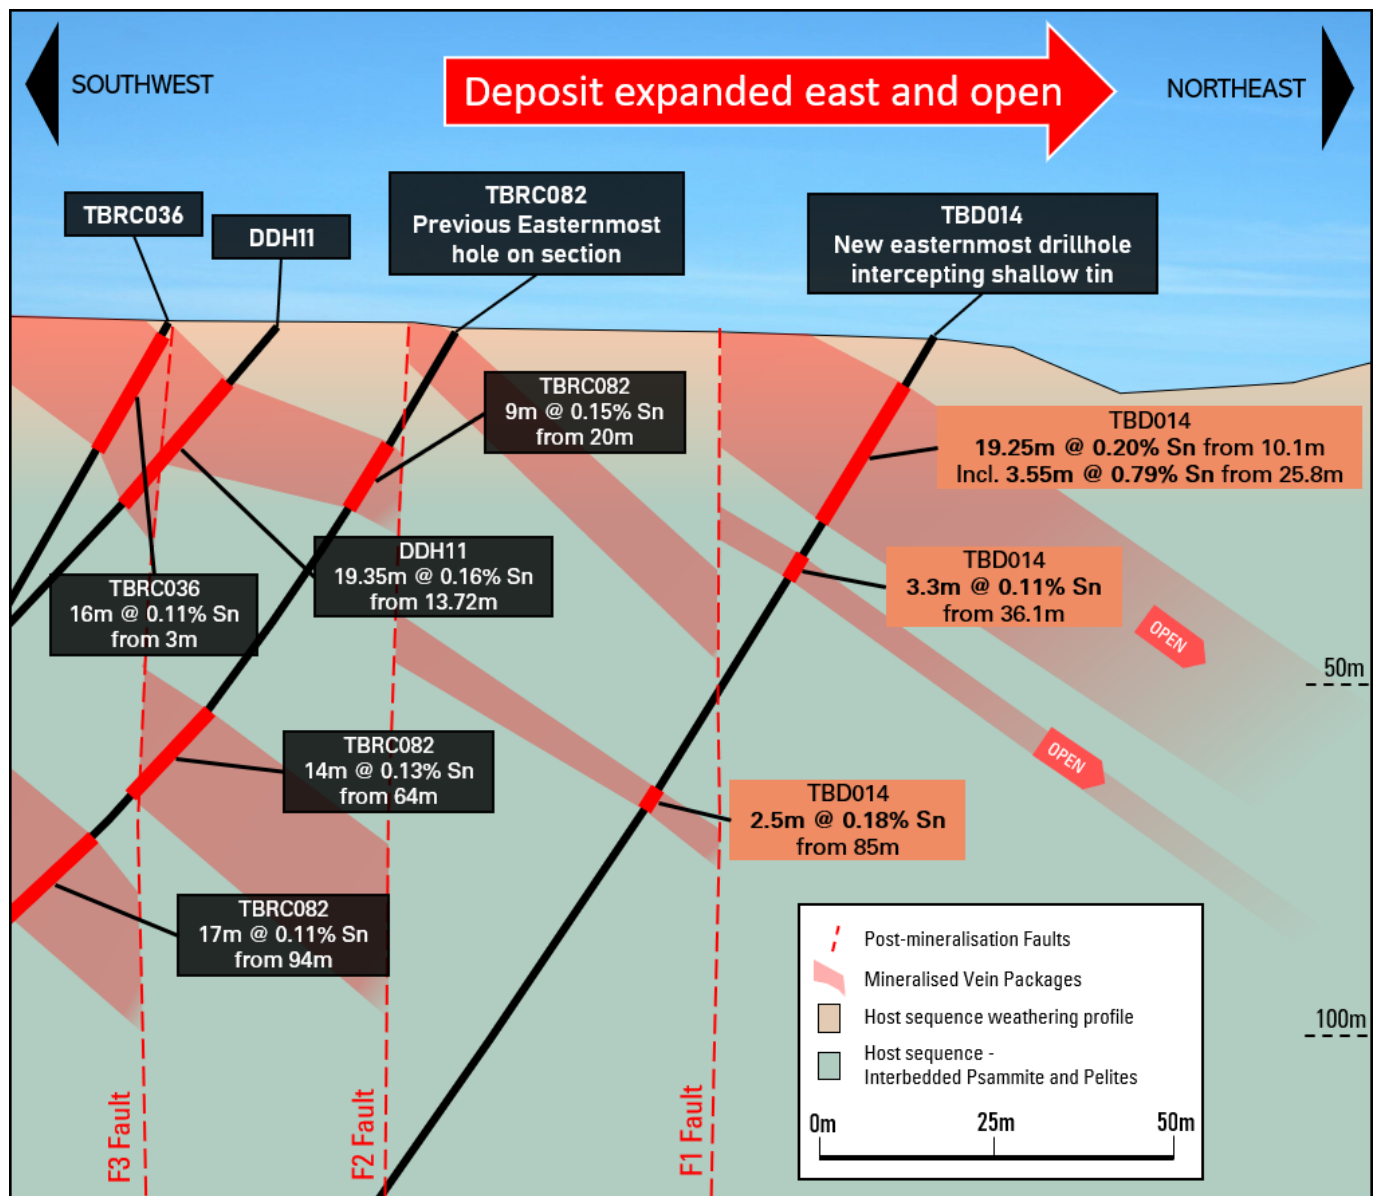 SOUTHWEST
Deposit expanded east and open
NORTHEAST
TBRC036
DDH11
TBRC082
Previous Easternmost
hole on section
TBD014
New easternmost drillhole
intercepting shallow tin
TBRC082
9m @ 0.15% Sn
from 20m
TBD014
19.25m @ 0.20% Sn from 10.1m
Incl. 3.55m @ 0.79% Sn from 25.8m
DDH11
19.35m @ 0.16% Sn
from 13.72m
TBRC036
16m @ 0.11% Sn
from 3m
TBD014
3.3m @ 0.11% Sn
from 36.1m
OPEN
50m
OPEN
TBRC082
14m @ 0.13% Sn
from 64m
TBD014
2.5m @ 0.18% Sn
from 85m
TBRC082
17m @ 0.11% Sn
from 94m
100m
F3 Fault
F2 Fault
F1 Fault
Post-mineralisation Faults
Mineralised Vein Packages
Host sequence weathering profile
Host sequence -
Interbedded Psammite and Pelites
0m 25m 50m